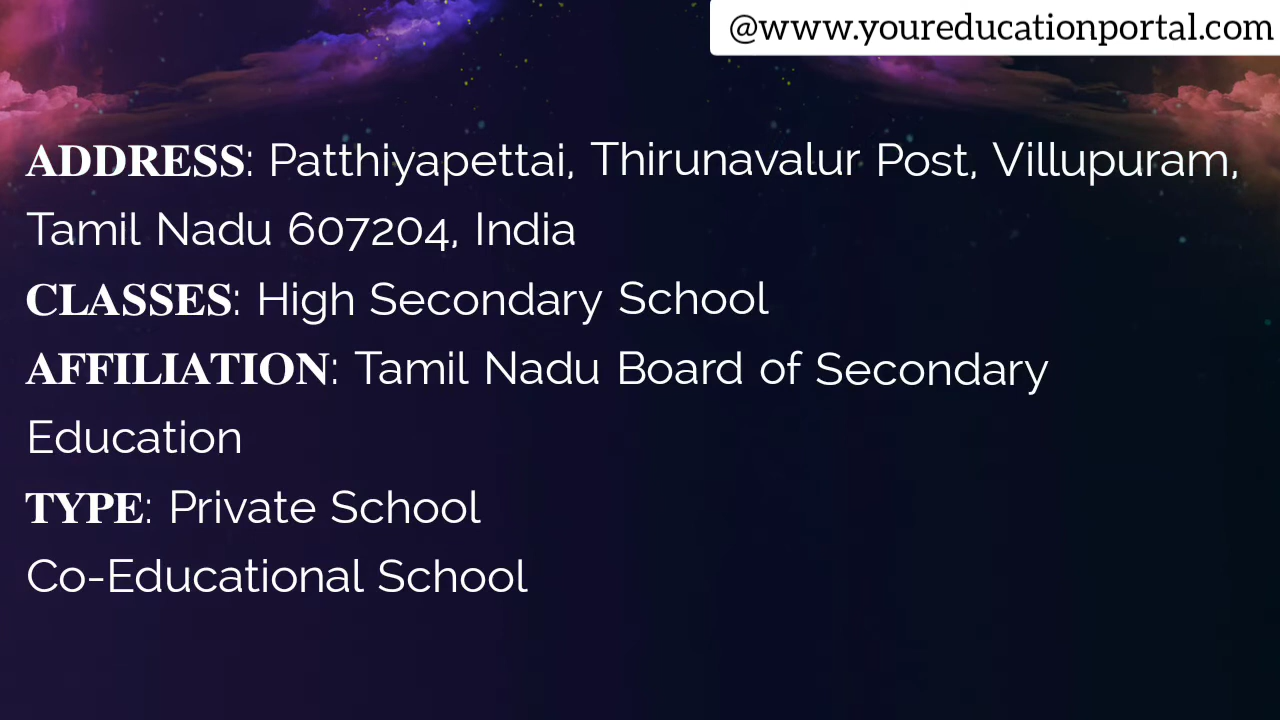 @www.youreducationportal.com
ADDRESS: Patthiyapettai, Thirunavalur Post, Villupuram,
Tamil Nadu 607204, India
CLASSES: High Secondary School
AFFILIATION: Tamil Nadu Board of Secondary
Education
TYPE: Private School
Co-Educational School